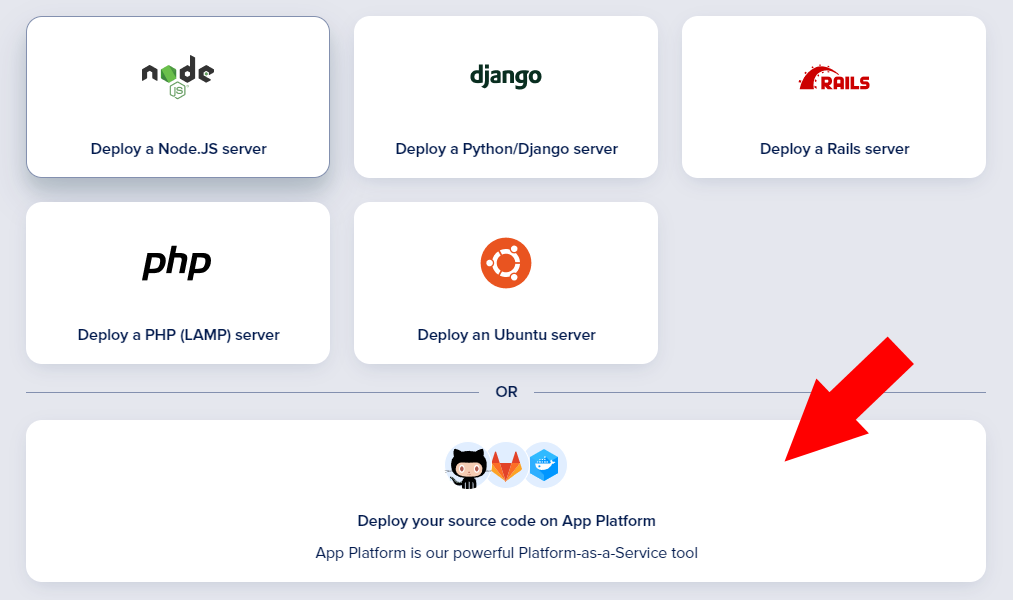 node
JS
django
RAILS
Deploy a Node.JS server
Deploy a Python/Django server
Deploy a Rails server
php
Deploy a PHP (LAMP) server
Deploy an Ubuntu server
OR
Deploy your source code on App Platform
App Platform is our powerful Platform-as-a-Service tool